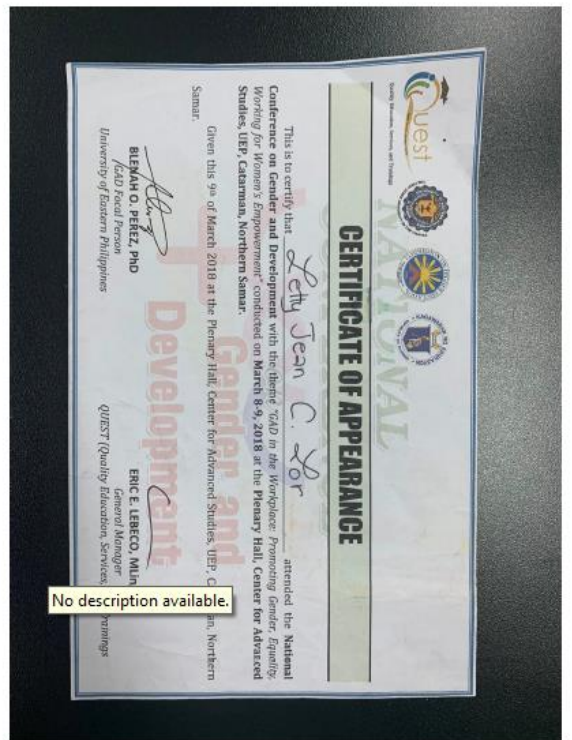 Quest
Quality Education, Services, and Trainings
NATIONAL
CERTIFICATE OF APPEARANCE
This is to certify that Letty Jean C. Lor attended the National
Conference on Gender and Development with the theme "GAD in the Workplace: Promoting Gender, Equality,
Working for Women's Empowerment" conducted on March 8-9, 2018 at the Plenary Hall, Center for Advanced
Studies, UEP, Catarman, Northern Samar.
Gender and
Development
Given this 9th of March 2018 at the Plenary Hall, Center for Advanced Studies, UEP, Northern
Samar.
BLENAH O. PEREZ, PhD
GAD Focal Person
University of Eastern Philippines
ERIC E. LEBECO, MLin
General Manager
QUEST (Quality Education, Services, Trainings
No description available.